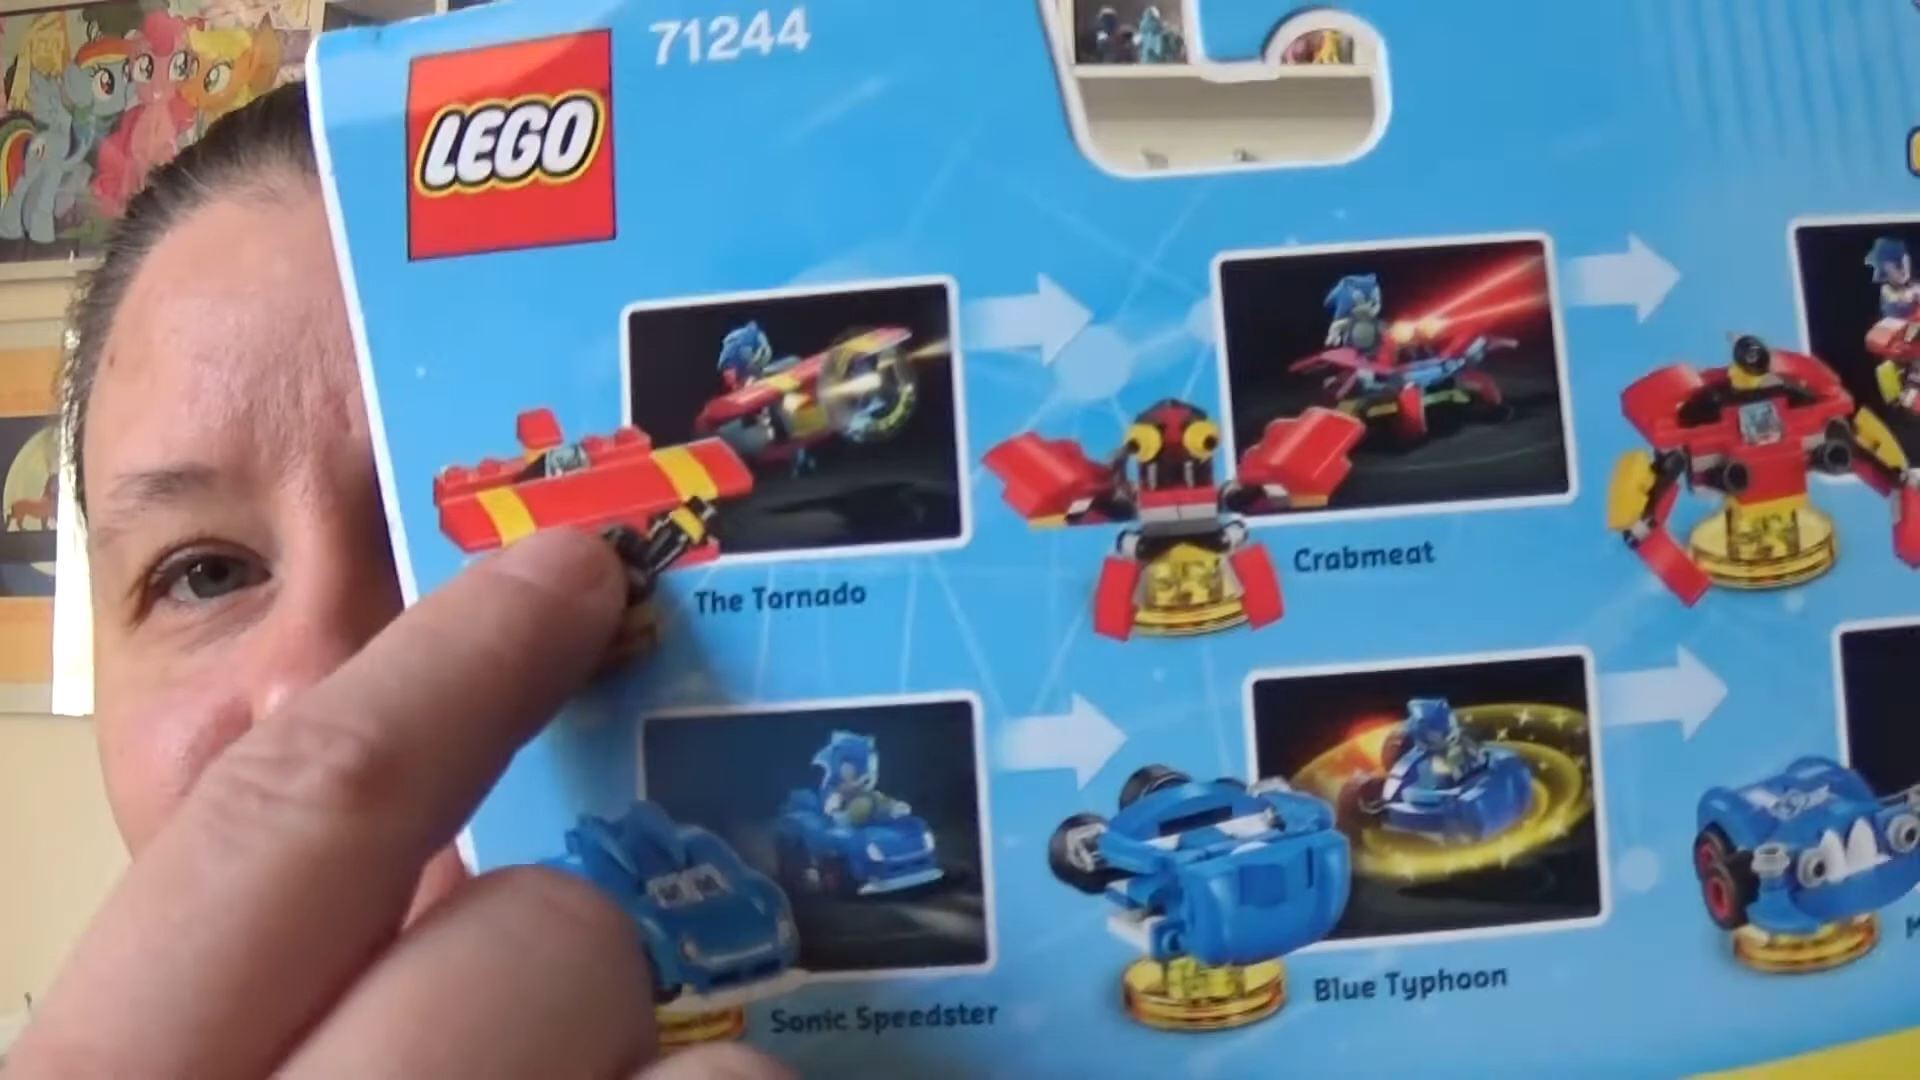 LEGO
71244
The Tornado
Crabmeat
Sonic Speedster
Blue Typhoon